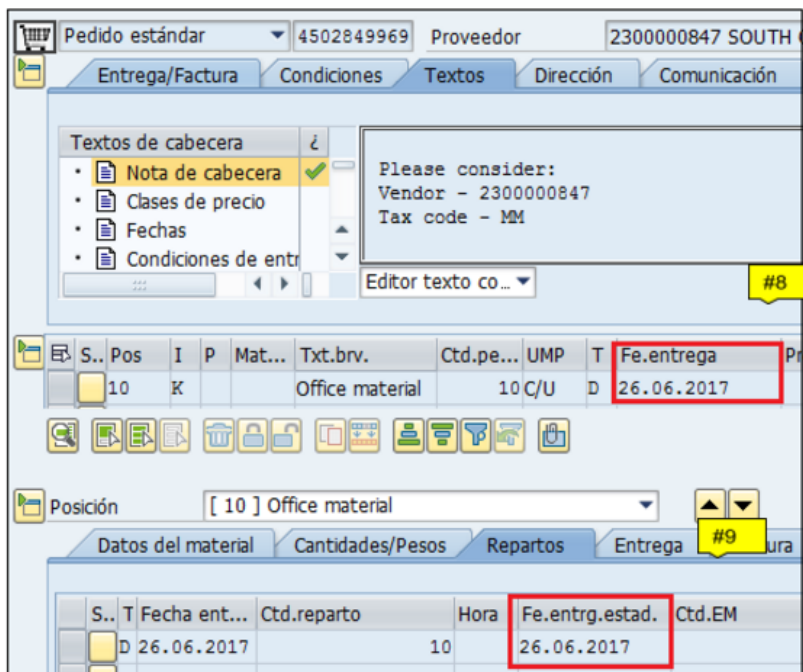 Pedido estándar 4502849969 Proveedor 2300000847 SOUTH
Entrega/Factura Condiciones Textos Dirección Comunicación
Textos de cabecera ¿
Nota de cabecera
Clases de precio
Fechas
Condiciones de entr
Please consider:
Vendor - 2300000847
Tax code - MM
Editor texto co...
#8
S.. Pos I P Mat... Txt.brv. Ctd.pe... UMP T Fe.entrega Pr
10 K Office material 10 C/U D 26.06.2017
Posición [ 10 ] Office material
#9
Datos del material Cantidades/Pesos Repartos Entrega ura
S.. T Fecha ent... Ctd.reparto Hora Fe.entrg.estad. Ctd.EM
D 26.06.2017 10 26.06.2017